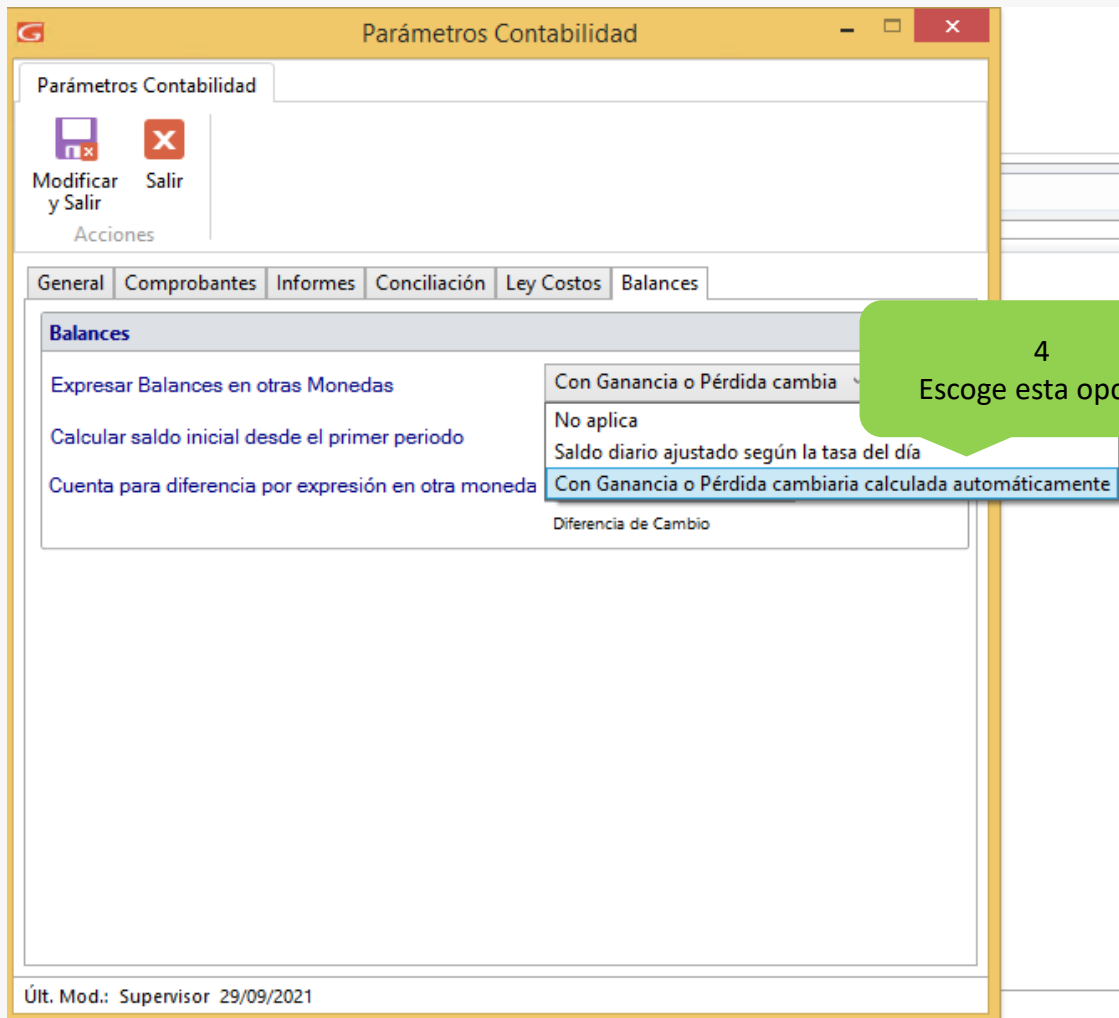 Parámetros Contabilidad
Parámetros Contabilidad
Modificar
y Salir
Salir
Acciones
General Comprobantes Informes Conciliación Ley Costos Balances
Balances
Expresar Balances en otras Monedas
Con Ganancia o Pérdida cambia
4
Escoge esta opc
No aplica
Calcular saldo inicial desde el primer periodo
Saldo diario ajustado según la tasa del día
Cuenta para diferencia por expresión en otra moneda
Con Ganancia o Pérdida cambiaria calculada automáticamente
Diferencia de Cambio
Últ. Mod.: Supervisor 29/09/2021